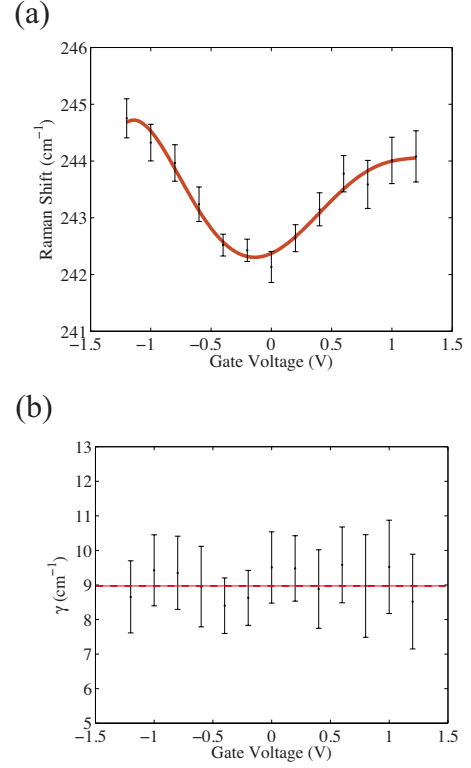 (a)
246
245
244
243
242
241
Raman Shift (cm⁻¹)
−1.5 −1 −0.5 0 0.5 1 1.5
Gate Voltage (V)
(b)
13
12
11
10
9
8
7
6
5
γ (cm⁻¹)
−1.5 −1 −0.5 0 0.5 1 1.5
Gate Voltage (V)